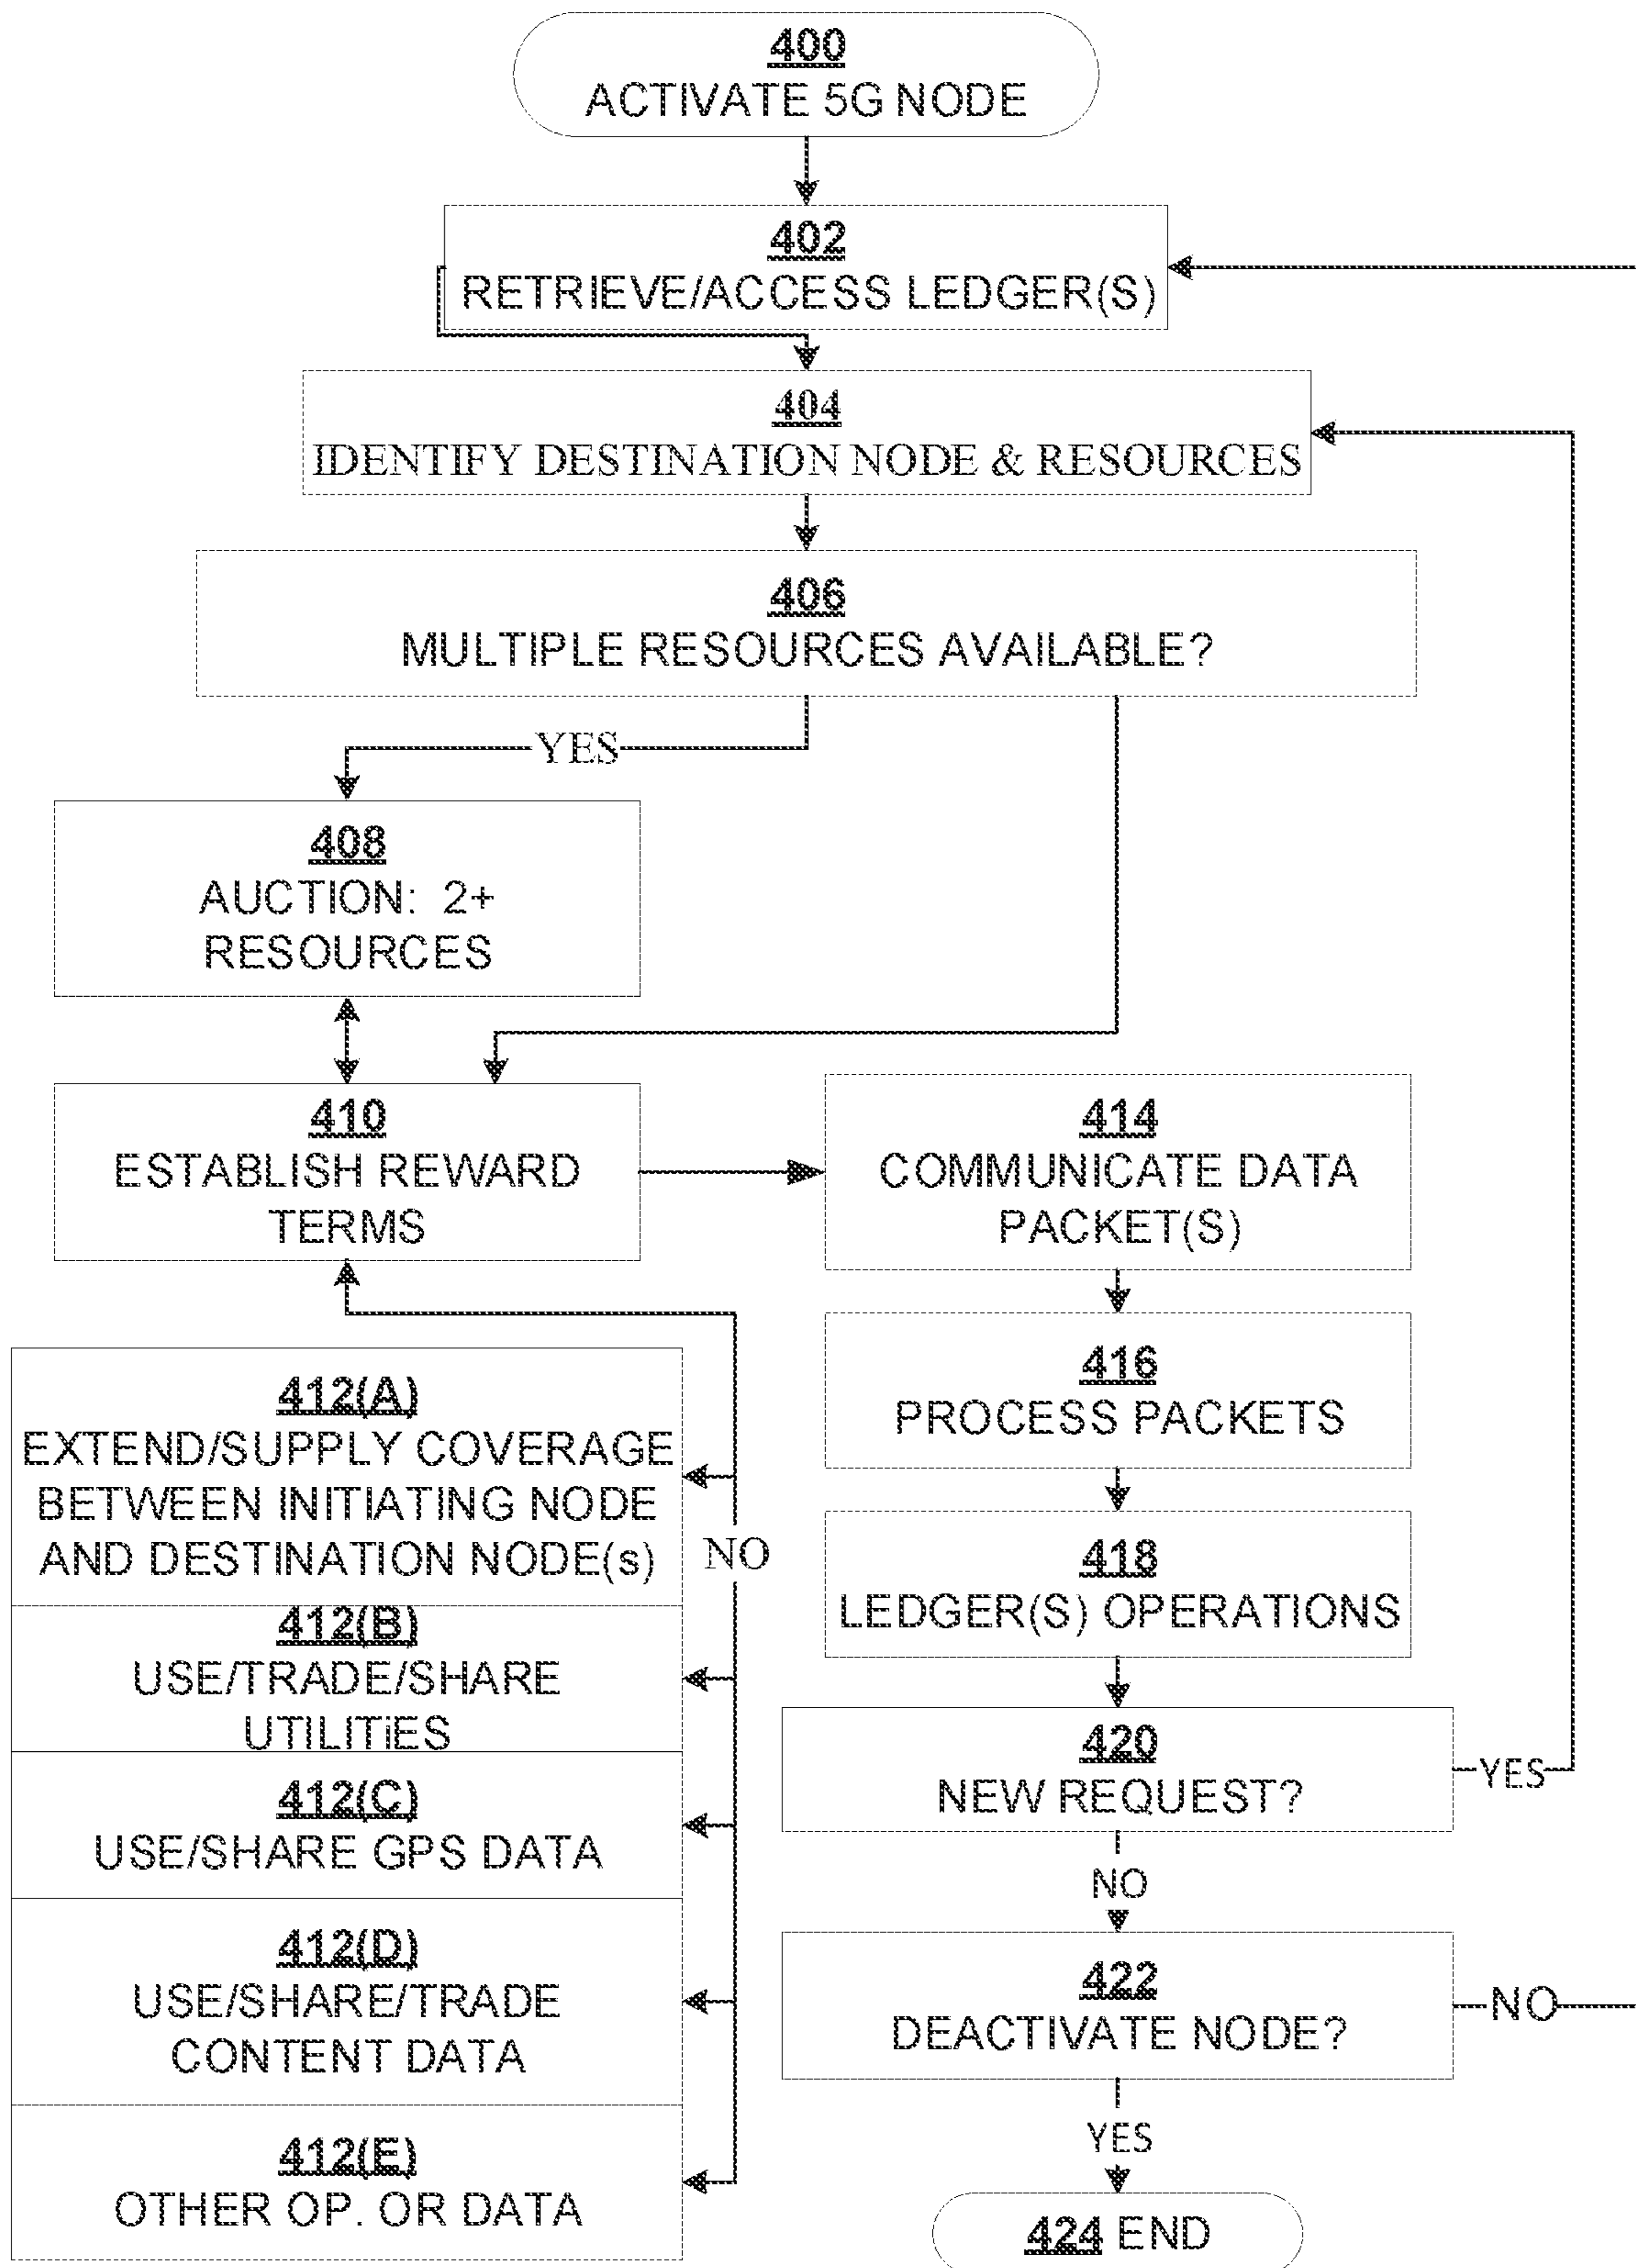 400
ACTIVATE 5G NODE
402
RETRIEVE/ACCESS LEDGER(S)
404
IDENTIFY DESTINATION NODE & RESOURCES
406
MULTIPLE RESOURCES AVAILABLE?
YES
408
AUCTION: 2+
RESOURCES
410
ESTABLISH REWARD
TERMS
412(A)
EXTEND/SUPPLY COVERAGE
BETWEEN INITIATING NODE
AND DESTINATION NODE(s)
NO
412(B)
USE/TRADE/SHARE
UTILITiES
412(C)
USE/SHARE GPS DATA
412(D)
USE/SHARE/TRADE
CONTENT DATA
412(E)
OTHER OP. OR DATA
414
COMMUNICATE DATA
PACKET(S)
416
PROCESS PACKETS
418
LEDGER(S) OPERATIONS
420
NEW REQUEST?
YES
NO
422
DEACTIVATE NODE?
NO
YES
424 END